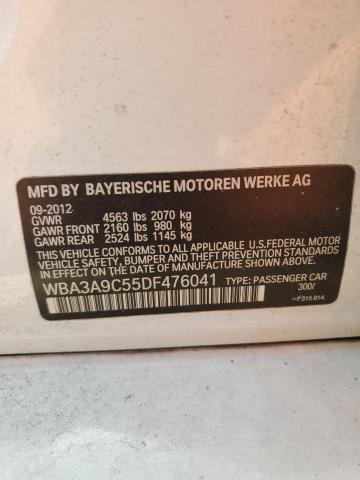 MFD BY BAYERISCHE MOTOREN WERKE AG
09-2012
GVWR 4563 lbs 2070 kg
GAWR FRONT 2160 lbs 980 kg
GAWR REAR 2524 lbs 1145 kg
THIS VEHICLE CONFORMS TO ALL APPLICABLE U.S.FEDERAL MOTOR
VEHICLE SAFETY, BUMPER AND THEFT PREVENTION STANDARDS
IN EFFECT ON THE DATE OF MANUFACTURE SHOWN ABOVE.
WBA3A9C55DF476041 TYPE: PASSENGER CAR
300/
7315 814